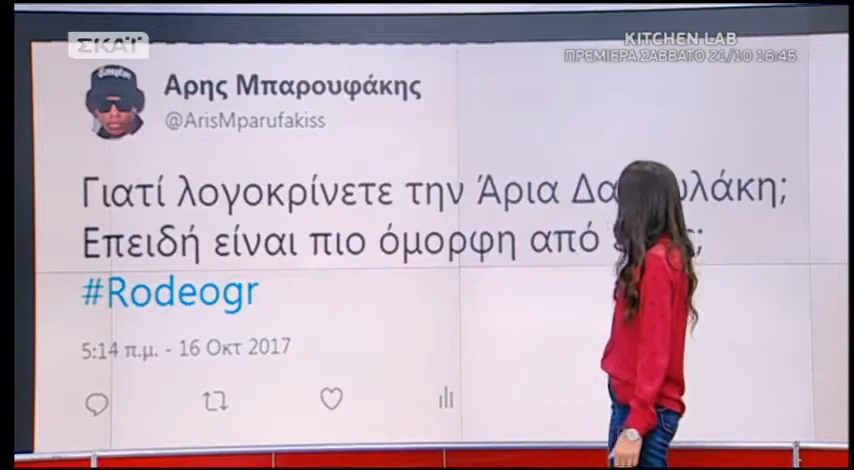 ΣΚΑΪ
KITCHEN LAB
ΠΡΕΜΙΕΡΑ ΣΑΒΒΑΤΟ 21/10 16:45
Άρης Μπαρουφάκης
@ArisMparufakiss
Γιατί λογοκρίνετε την Άρια
Επειδή είναι πιο όμορφη από
#Rodeogr
5:14 π.μ. - 16 Οκτ 2017